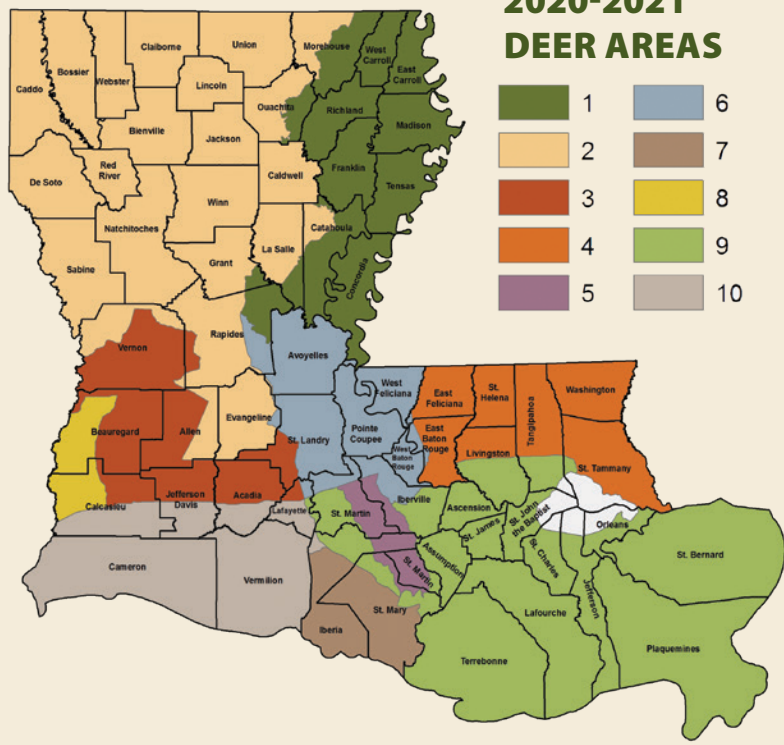 2020-2021
DEER AREAS
1
6
2
7
3
8
4
9
5
10
Caddo
Bossier
Webster
Claiborne
Union
Morehouse
West
Carroll
East
Carroll
Lincoln
Ouachita
Richland
Madison
Bienville
Jackson
De Soto
Red
River
Caldwell
Franklin
Tensas
Winn
Natchitoches
Catahoula
La Salle
Sabine
Grant
Concordia
Vernon
Rapides
Avoyelles
West
Feliciana
East
Feliciana
St.
Helena
Tangipahoa
Washington
Beauregard
Allen
Evangeline
St. Landry
Pointe
Coupee
West
Baton
Rouge
East
Baton
Rouge
Livingston
St. Tammany
Calcasieu
Jefferson
Davis
Acadia
Lafayette
St. Martin
Iberville
Ascension
St. James
St. John
the Baptist
Orleans
Cameron
Vermilion
St. Martin
Assumption
St. Charles
Jefferson
St. Bernard
Iberia
St. Mary
Lafourche
Terrebonne
Plaquemines